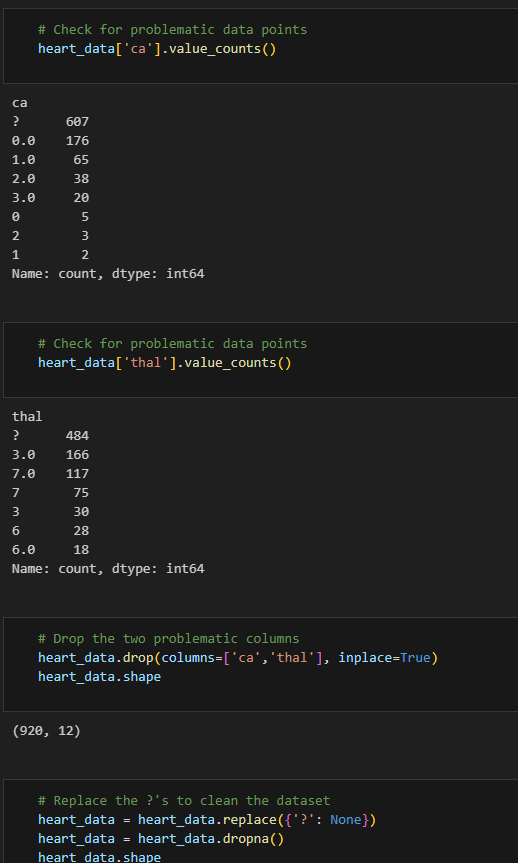 # Check for problematic data points
heart_data['ca'].value_counts()
ca
? 607
0.0 176
1.0 65
2.0 38
3.0 20
0 5
2 3
1 2
Name: count, dtype: int64
# Check for problematic data points
heart_data['thal'].value_counts()
thal
? 484
3.0 166
7.0 117
7 75
3 30
6 28
6.0 18
Name: count, dtype: int64
# Drop the two problematic columns
heart_data.drop(columns=['ca','thal'], inplace=True)
heart_data.shape
(920, 12)
# Replace the ?'s to clean the dataset
heart_data = heart_data.replace({'?': None})
heart_data = heart_data.dropna()
heart_data.shape